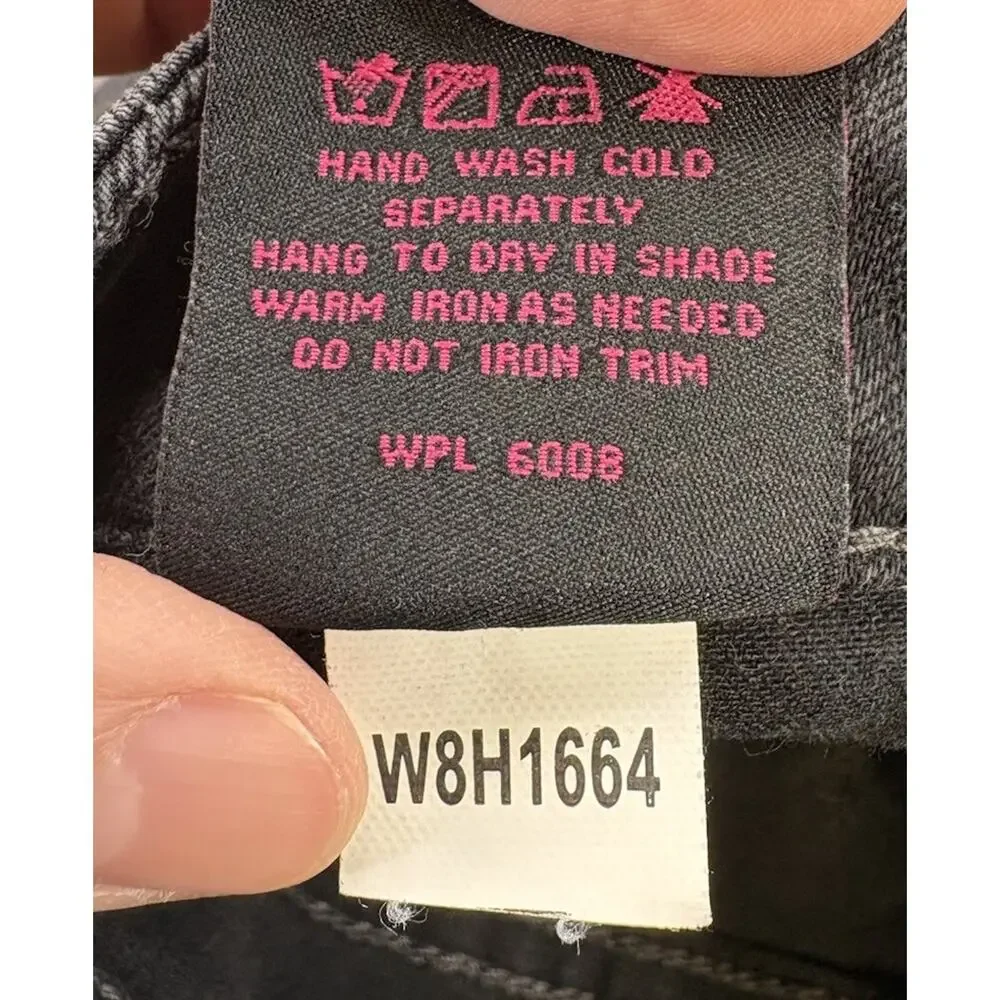 HAND WASH COLD
SEPARATELY
HANG TO DRY IN SHADE
WARM IRON AS NEEDED
DO NOT IRON TRIM
WPL 6008
W8H1664